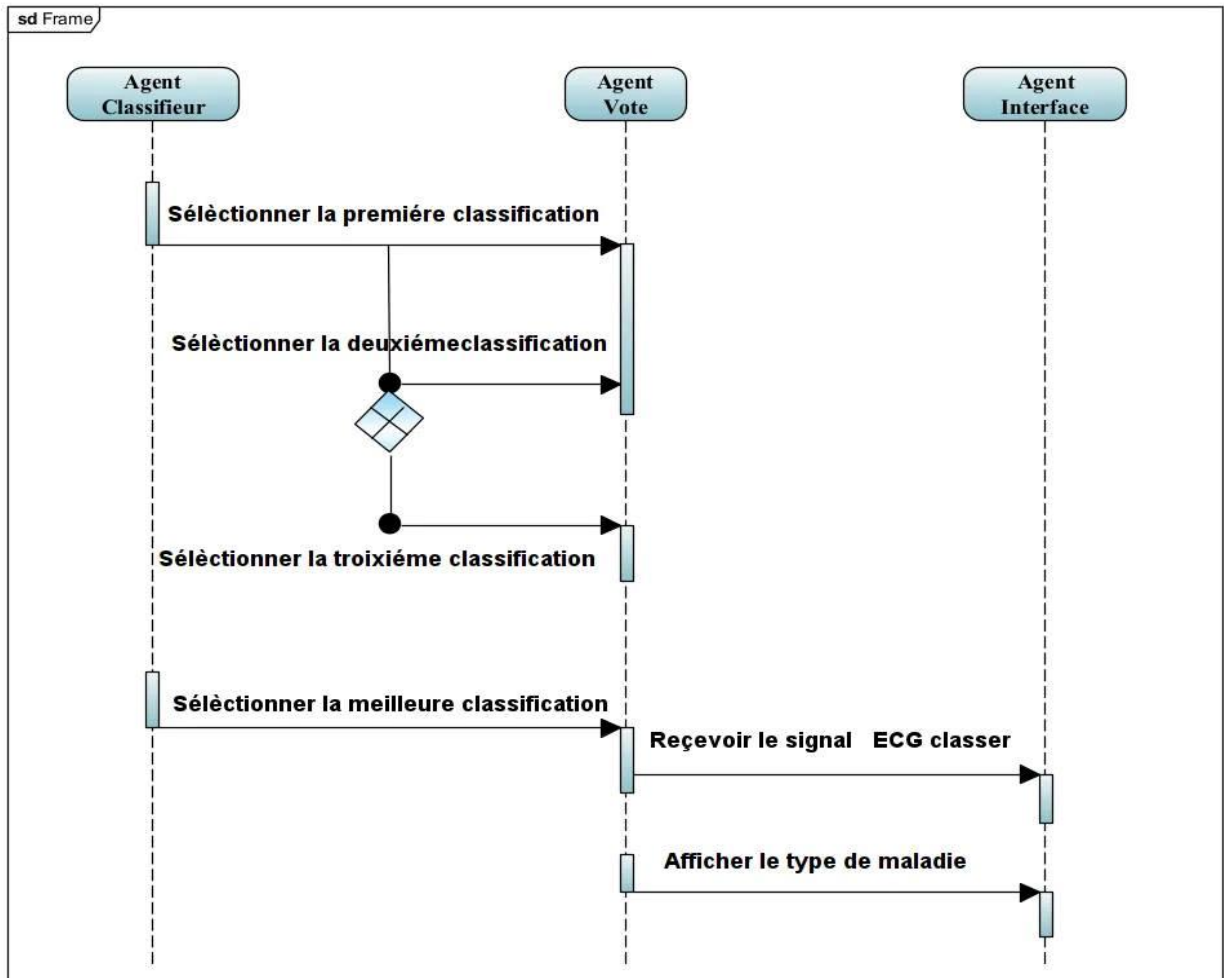 sd Frame
Agent
Classifieur
Agent
Vote
Agent
Interface
Sélèctionner la premiére classification
Sélèctionner la deuxiémeclassification
Sélèctionner la troixiéme classification
Sélèctionner la meilleure classification
Reçevoir le signal ECG classer
Afficher le type de maladie